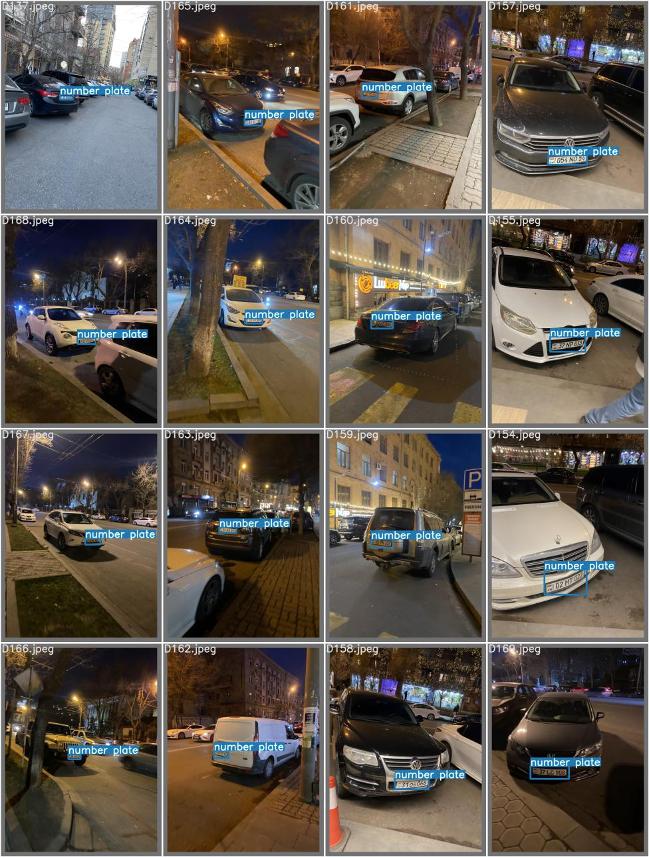 D137.jpeg
number plate
D165.jpeg
number plate
D161.jpeg
number plate
D157.jpeg
number plate
D168.jpeg
number plate
D164.jpeg
number plate
D160.jpeg
number plate
D155.jpeg
number plate
D167.jpeg
number plate
D163.jpeg
number plate
D159.jpeg
number plate
P
D154.jpeg
number plate
D166.jpeg
number plate
D162.jpeg
number plate
D158.jpeg
number plate
D169.jpeg
number plate